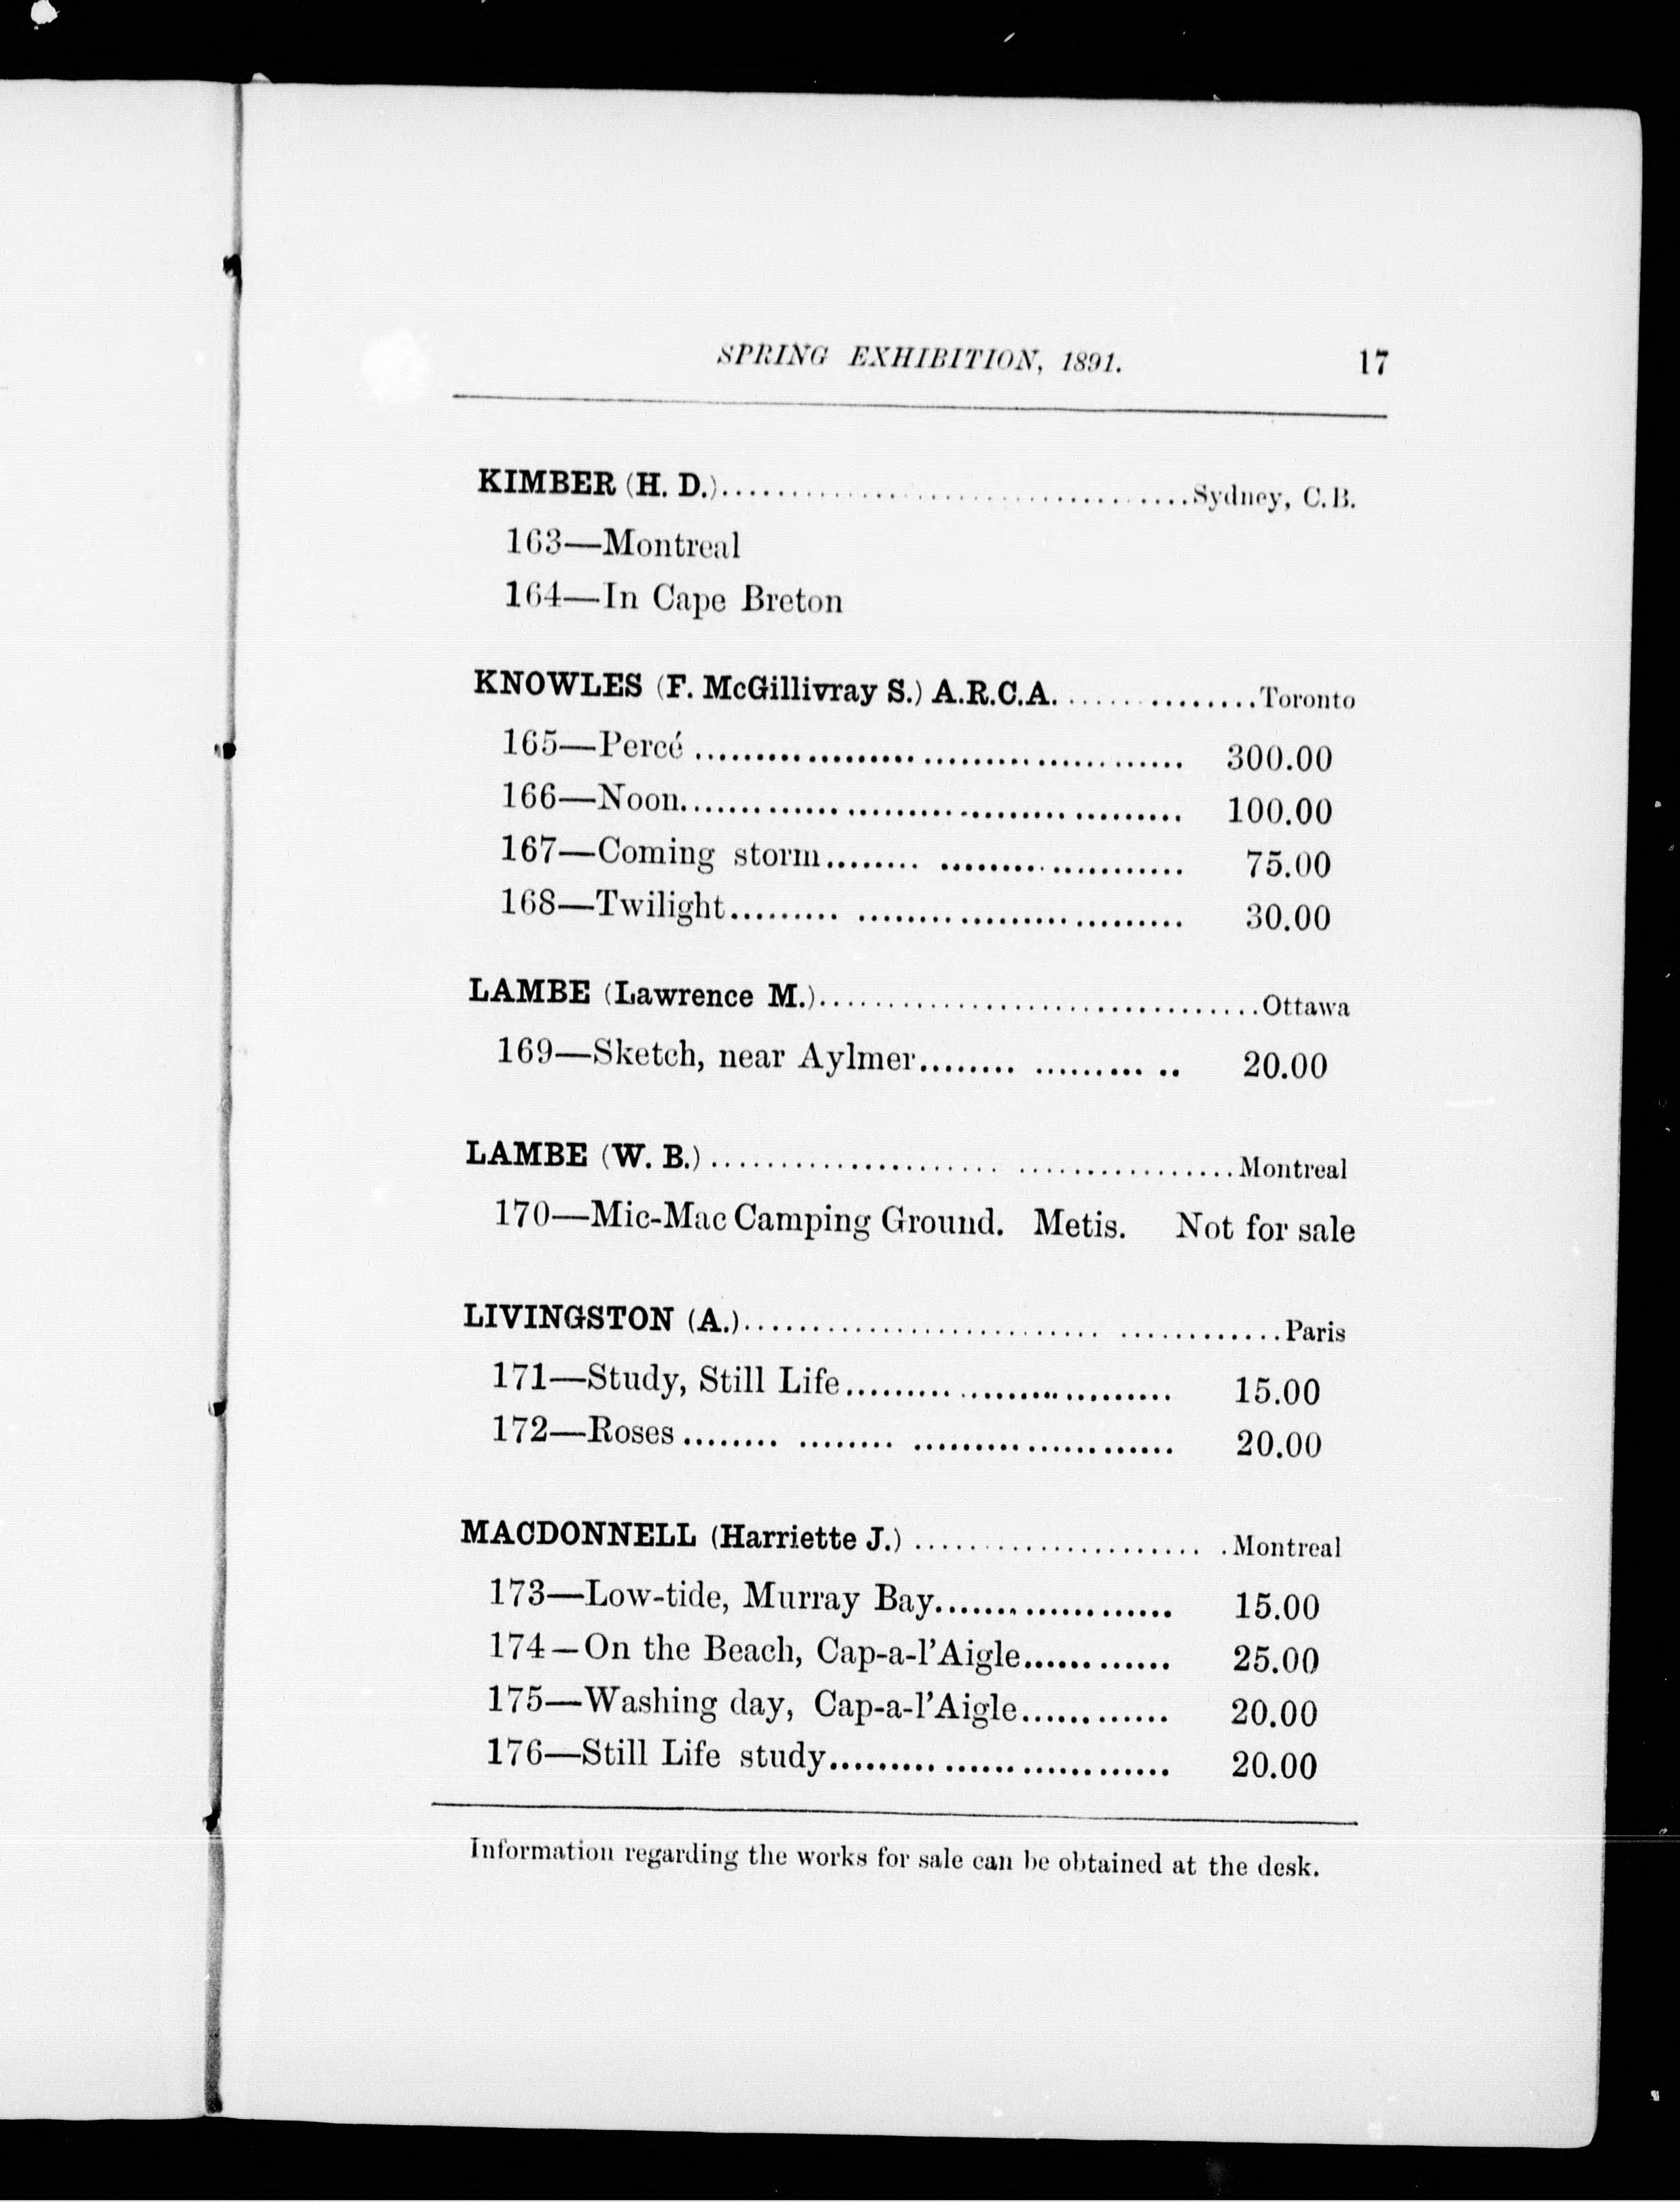 SPRING EXHIBITION, 1891. 17
KIMBER (H. D.)........................................Sydney, C.B.
163—Montreal
164—In Cape Breton
KNOWLES (F. McGillivray S.) A.R.C.A. ................Toronto
165—Percé ............................................ 300.00
166—Noon............................................. 100.00
167—Coming storm........ ...................... 75.00
168—Twilight......... ............................. 30.00
LAMBE (Lawrence M.)......................................Ottawa
169—Sketch, near Aylmer........ .......... .. 20.00
LAMBE (W. B.) ..................... ................Montreal
170—Mic-Mac Camping Ground. Metis. Not for sale
LIVINGSTON (A.).......................... ............Paris
171—Study, Still Life......... ................... 15.00
172—Roses ........ ........ ....................... 20.00
MACDONNELL (Harriette J.) ..................... .Montreal
173—Low-tide, Murray Bay..................... 15.00
174—On the Beach, Cap-a-l'Aigle............ 25.00
175—Washing day, Cap-a-l'Aigle............ 20.00
176—Still Life study.............................. 20.00
Information regarding the works for sale can be obtained at the desk.